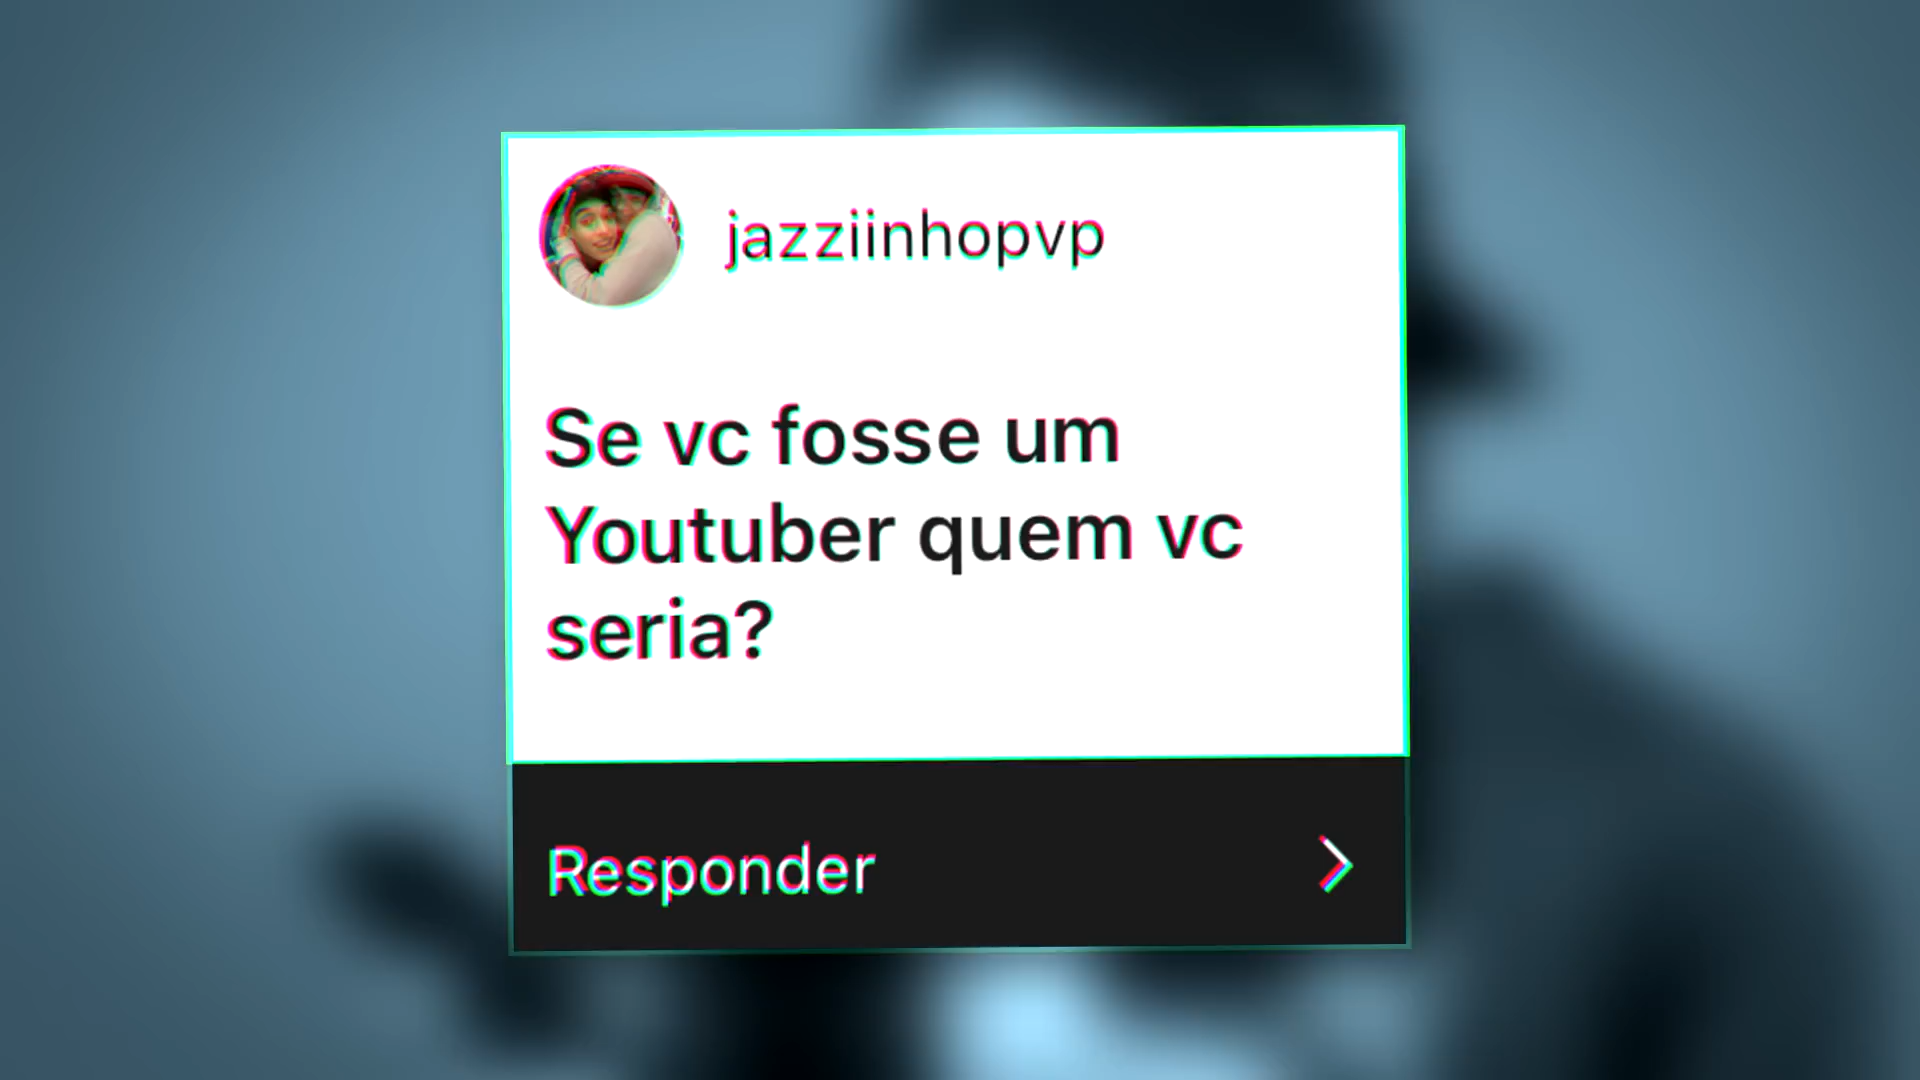 jazziinhopvp
Se vc fosse um
Youtuber quem vc
seria?
Responder